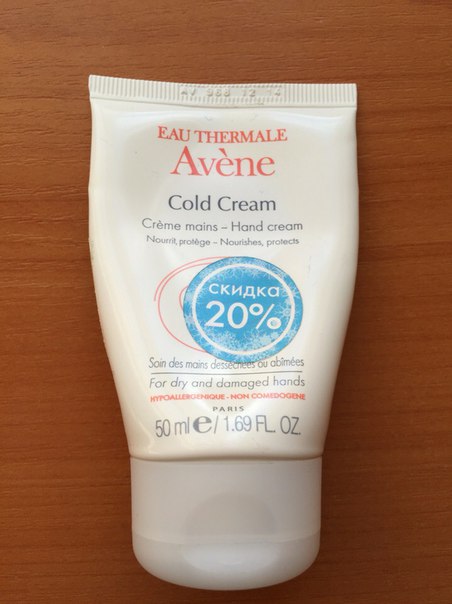 EAU THERMALE
Avène
Cold Cream
Crème mains – Hand cream
Nourrit, protège – Nourishes, protects
скидка
20%
Soin des mains desséchées ou abîmées
For dry and damaged hands
HYPOALLERGENIQUE - NON COMEDOGENE
PARIS
50 ml e / 1.69 FL. OZ.